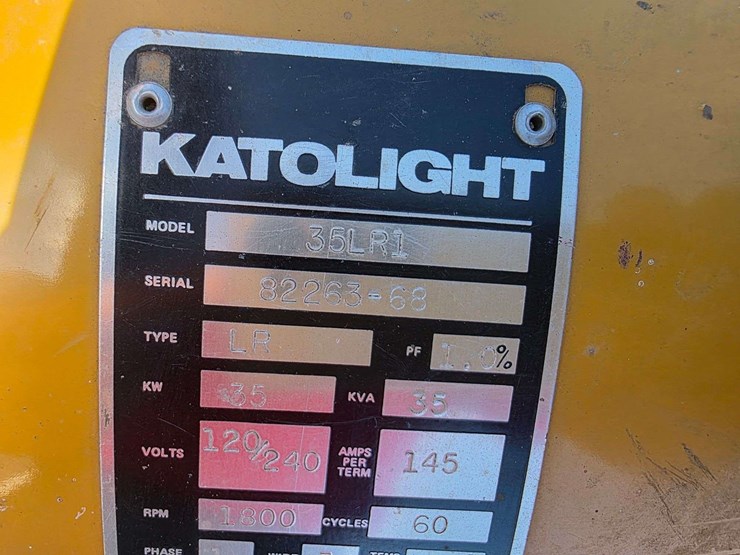 KATOLIGHT
MODEL 35LR1
SERIAL 82263-68
TYPE LR PF 1.0%
KW 35 KVA 35
VOLTS 120/240 AMPS PER TERM 145
RPM 1800 CYCLES 60
PHASE